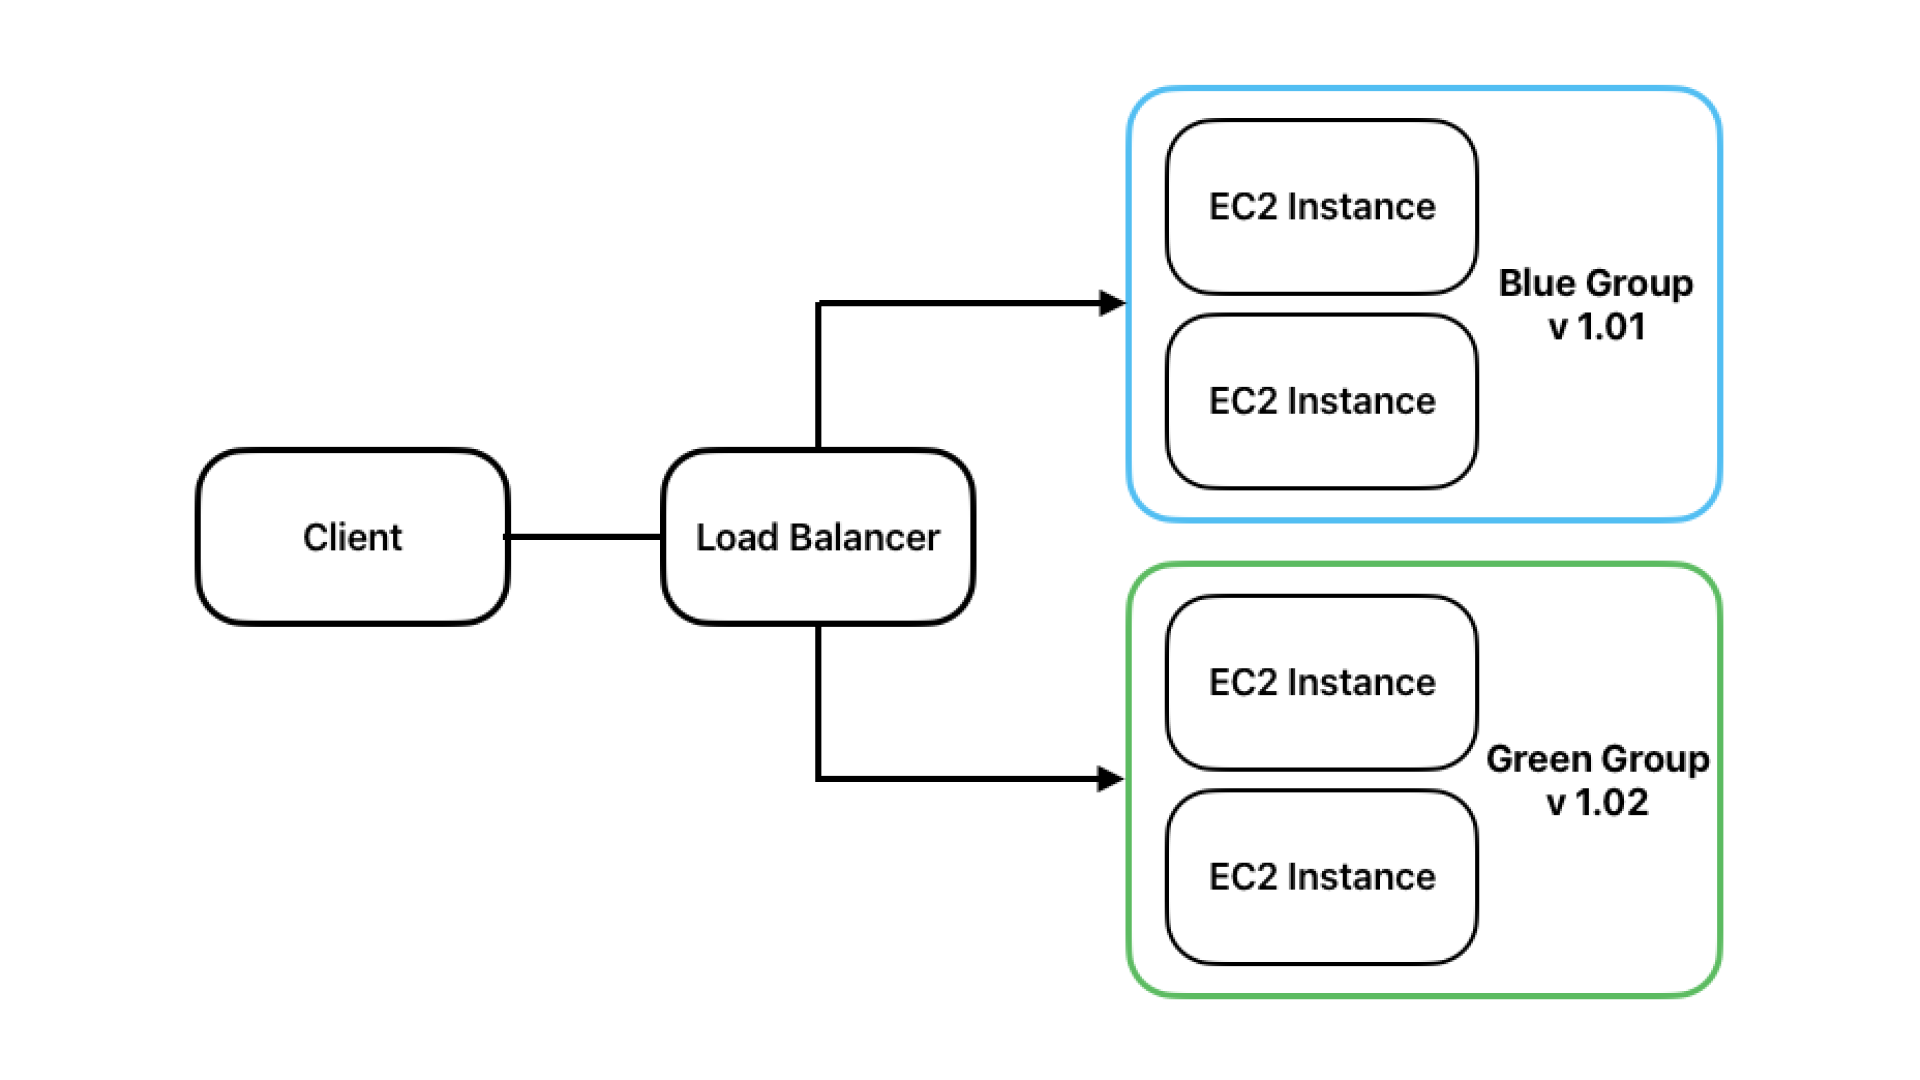 Client
Load Balancer
EC2 Instance
EC2 Instance
Blue Group
v 1.01
EC2 Instance
EC2 Instance
Green Group
v 1.02